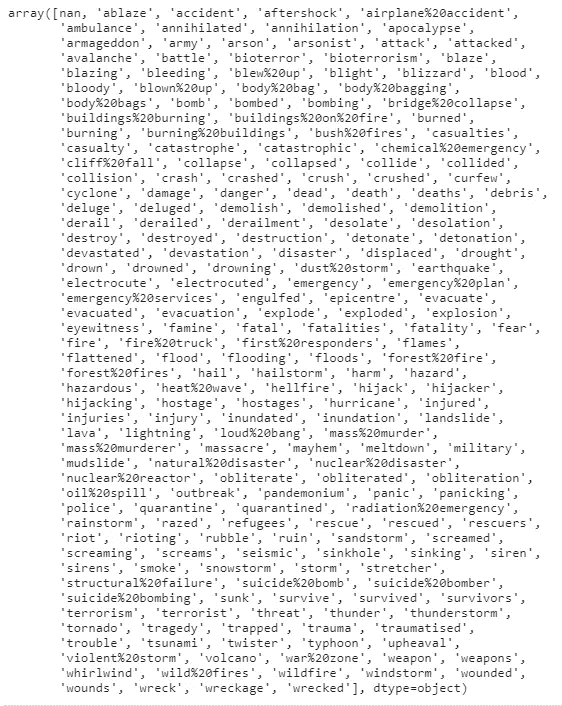 array([nan, 'ablaze', 'accident', 'aftershock', 'airplane%20accident',
'ambulance', 'annihilated', 'annihilation', 'apocalypse',
'armageddon', 'army', 'arson', 'arsonist', 'attack', 'attacked',
'avalanche', 'battle', 'bioterror', 'bioterrorism', 'blaze',
'blazing', 'bleeding', 'blew%20up', 'blight', 'blizzard', 'blood',
'bloody', 'blown%20up', 'body%20bag', 'body%20bagging',
'body%20bags', 'bomb', 'bombed', 'bombing', 'bridge%20collapse',
'buildings%20burning', 'buildings%20on%20fire', 'burned',
'burning', 'burning%20buildings', 'bush%20fires', 'casualties',
'casualty', 'catastrophe', 'catastrophic', 'chemical%20emergency',
'cliff%20fall', 'collapse', 'collapsed', 'collide', 'collided',
'collision', 'crash', 'crashed', 'crush', 'crushed', 'curfew',
'cyclone', 'damage', 'danger', 'dead', 'death', 'deaths', 'debris',
'deluge', 'deluged', 'demolish', 'demolished', 'demolition',
'derail', 'derailed', 'derailment', 'desolate', 'desolation',
'destroy', 'destroyed', 'destruction', 'detonate', 'detonation',
'devastated', 'devastation', 'disaster', 'displaced', 'drought',
'drown', 'drowned', 'drowning', 'dust%20storm', 'earthquake',
'electrocute', 'electrocuted', 'emergency', 'emergency%20plan',
'emergency%20services', 'engulfed', 'epicentre', 'evacuate',
'evacuated', 'evacuation', 'explode', 'exploded', 'explosion',
'eyewitness', 'famine', 'fatal', 'fatalities', 'fatality', 'fear',
'fire', 'fire%20truck', 'first%20responders', 'flames',
'flattened', 'flood', 'flooding', 'floods', 'forest%20fire',
'forest%20fires', 'hail', 'hailstorm', 'harm', 'hazard',
'hazardous', 'heat%20wave', 'hellfire', 'hijack', 'hijacker',
'hijacking', 'hostage', 'hostages', 'hurricane', 'injured',
'injuries', 'injury', 'inundated', 'inundation', 'landslide',
'lava', 'lightning', 'loud%20bang', 'mass%20murder',
'mass%20murderer', 'massacre', 'mayhem', 'meltdown', 'military',
'mudslide', 'natural%20disaster', 'nuclear%20disaster',
'nuclear%20reactor', 'obliterate', 'obliterated', 'obliteration',
'oil%20spill', 'outbreak', 'pandemonium', 'panic', 'panicking',
'police', 'quarantine', 'quarantined', 'radiation%20emergency',
'rainstorm', 'razed', 'refugees', 'rescue', 'rescued', 'rescuers',
'riot', 'rioting', 'rubble', 'ruin', 'sandstorm', 'screamed',
'screaming', 'screams', 'seismic', 'sinkhole', 'sinking', 'siren',
'sirens', 'smoke', 'snowstorm', 'storm', 'stretcher',
'structural%20failure', 'suicide%20bomb', 'suicide%20bomber',
'suicide%20bombing', 'sunk', 'survive', 'survived', 'survivors',
'terrorism', 'terrorist', 'threat', 'thunder', 'thunderstorm',
'tornado', 'tragedy', 'trapped', 'trauma', 'traumatised',
'trouble', 'tsunami', 'twister', 'typhoon', 'upheaval',
'violent%20storm', 'volcano', 'war%20zone', 'weapon', 'weapons',
'whirlwind', 'wild%20fires', 'wildfire', 'windstorm', 'wounded',
'wounds', 'wreck', 'wreckage', 'wrecked'], dtype=object)